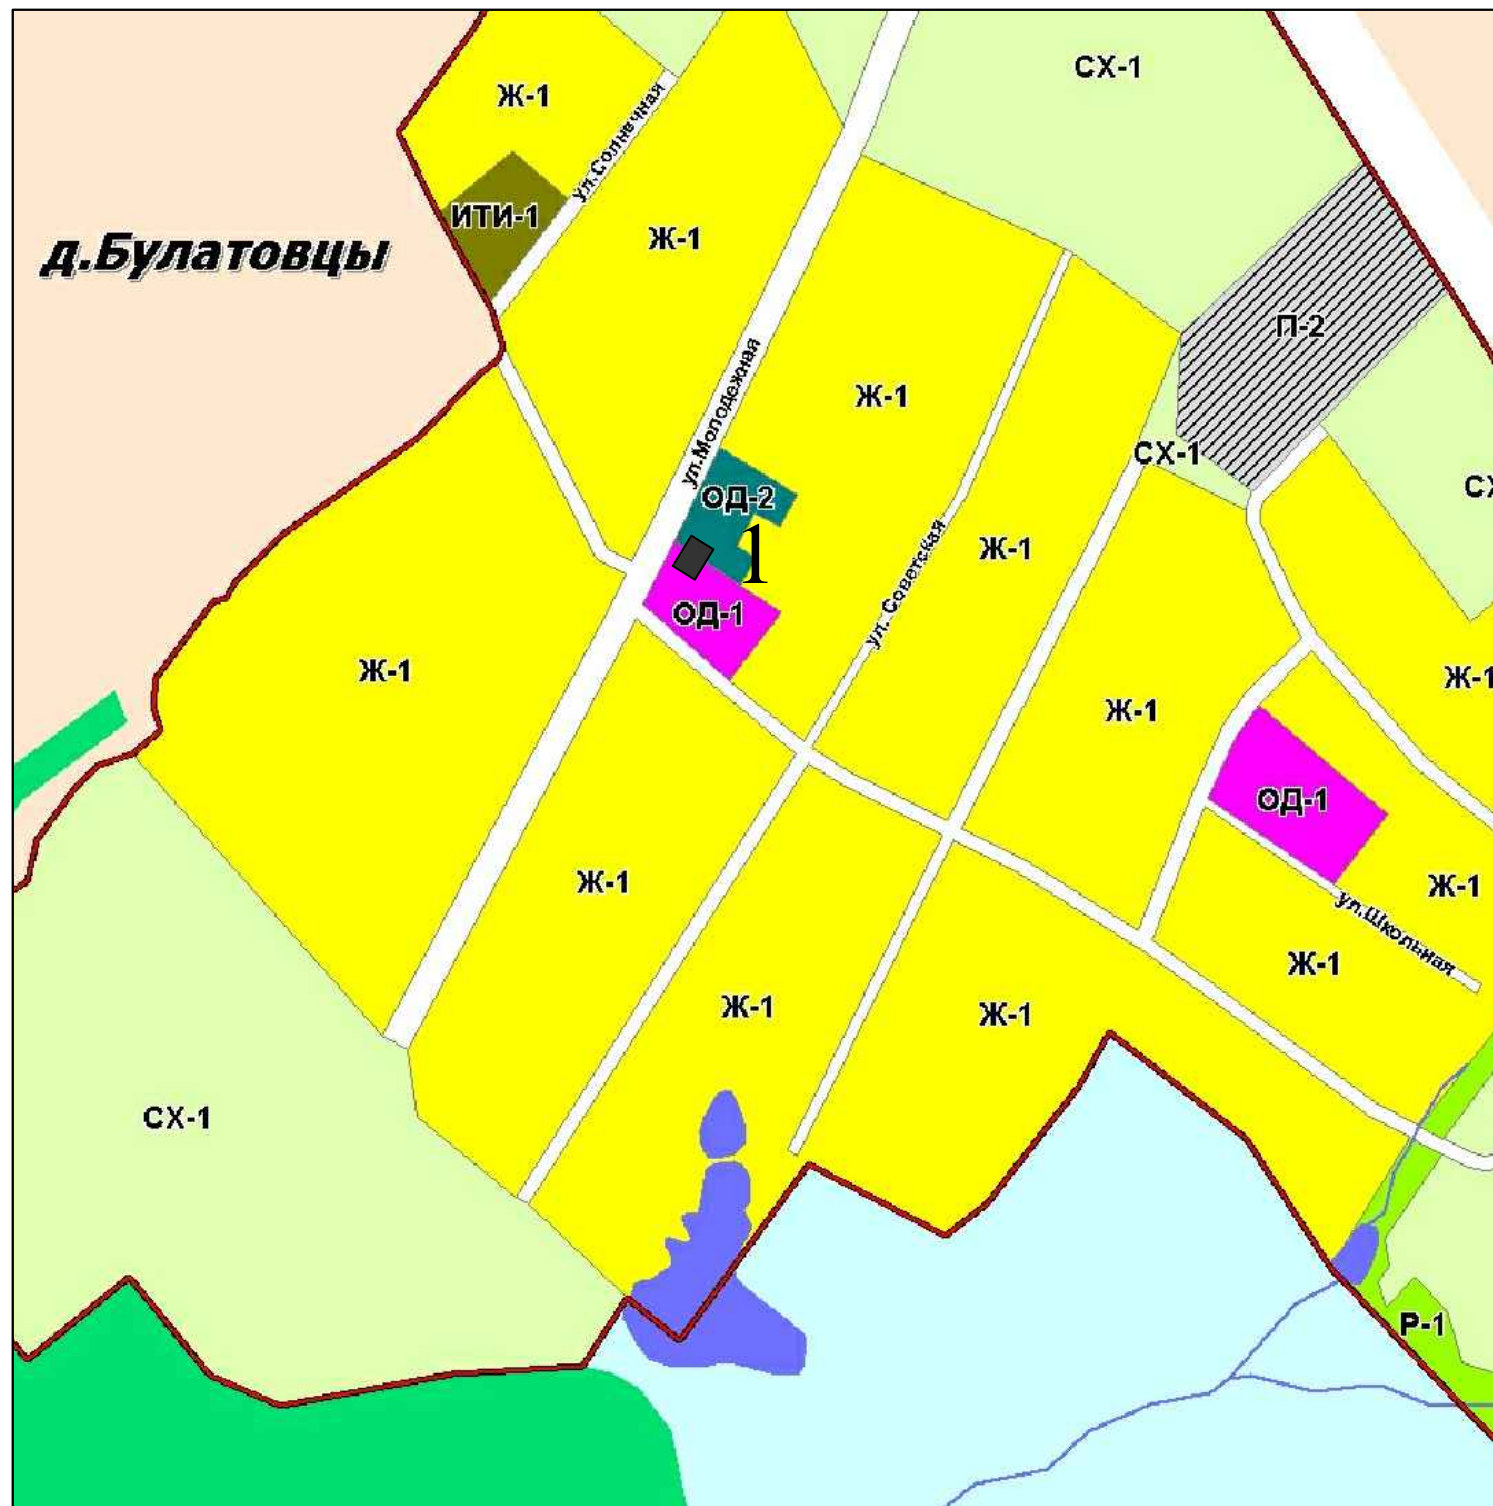 СХ-1
Ж-1
ул.Солнечная
ИТИ-1
Ж-1
д.Булатовцы
П-2
ул.Молодежная
Ж-1
СХ-1
СХ
ОД-2
1
Ж-1
ул. Советская
ОД-1
Ж-1
Ж-1
Ж-1
ОД-1
Ж-1
Ж-1
ул.Школьная
Ж-1
Ж-1
Ж-1
СХ-1
Р-1